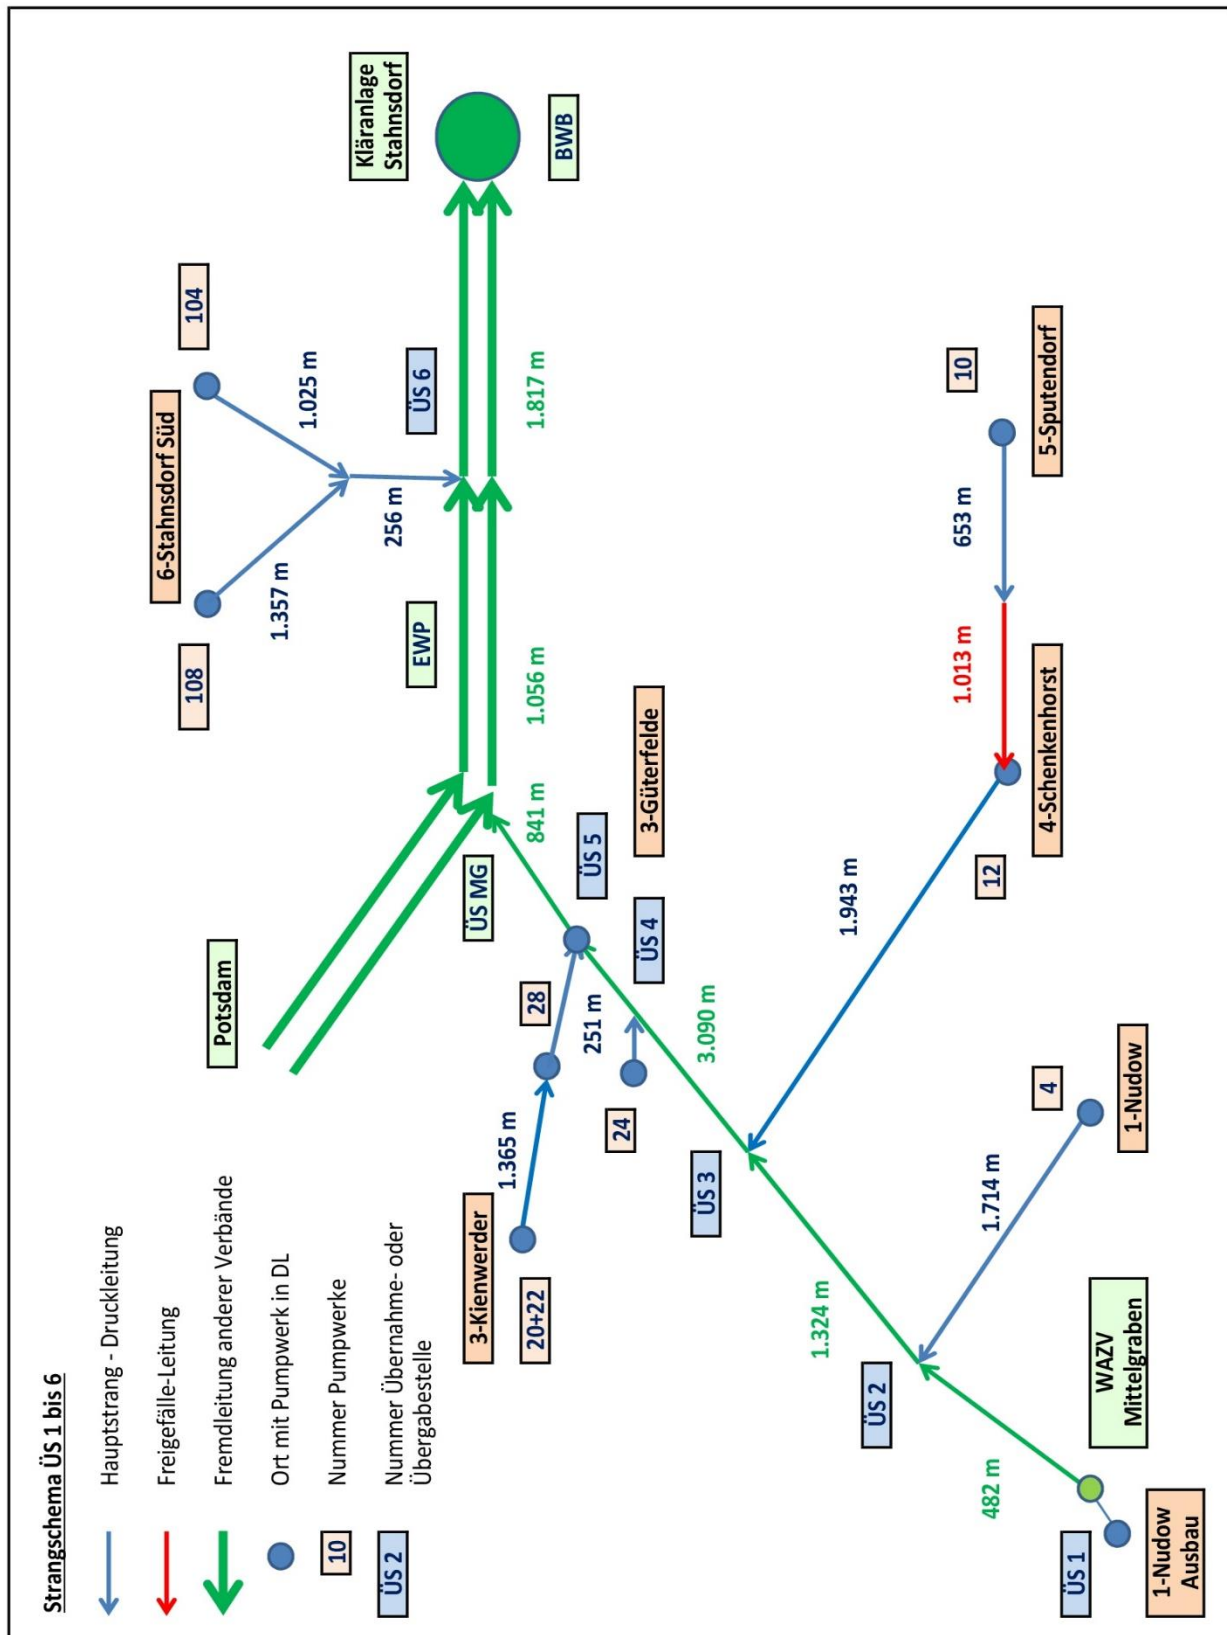 Strangschema ÜS 1 bis 6
Hauptstrang - Druckleitung
Freigefälle-Leitung
Fremdleitung anderer Verbände
Ort mit Pumpwerk in DL
10
Nummer Pumpwerke
ÜS 2
Nummer Übernahme- oder
Übergabestelle
Potsdam
108
6-Stahnsdorf Süd
104
1.357 m
1.025 m
256 m
EWP
ÜS 6
Kläranlage
Stahnsdorf
BWB
ÜS MG
841 m
1.056 m
1.817 m
3-Kienwerder
20+22
1.365 m
28
251 m
ÜS 5
24
ÜS 4
3-Güterfelde
3.090 m
ÜS 3
1.943 m
1.013 m
653 m
10
12
4-Schenkenhorst
5-Sputendorf
1.324 m
ÜS 2
1.714 m
4
1-Nudow
482 m
WAZV
Mittelgraben
ÜS 1
1-Nudow
Ausbau